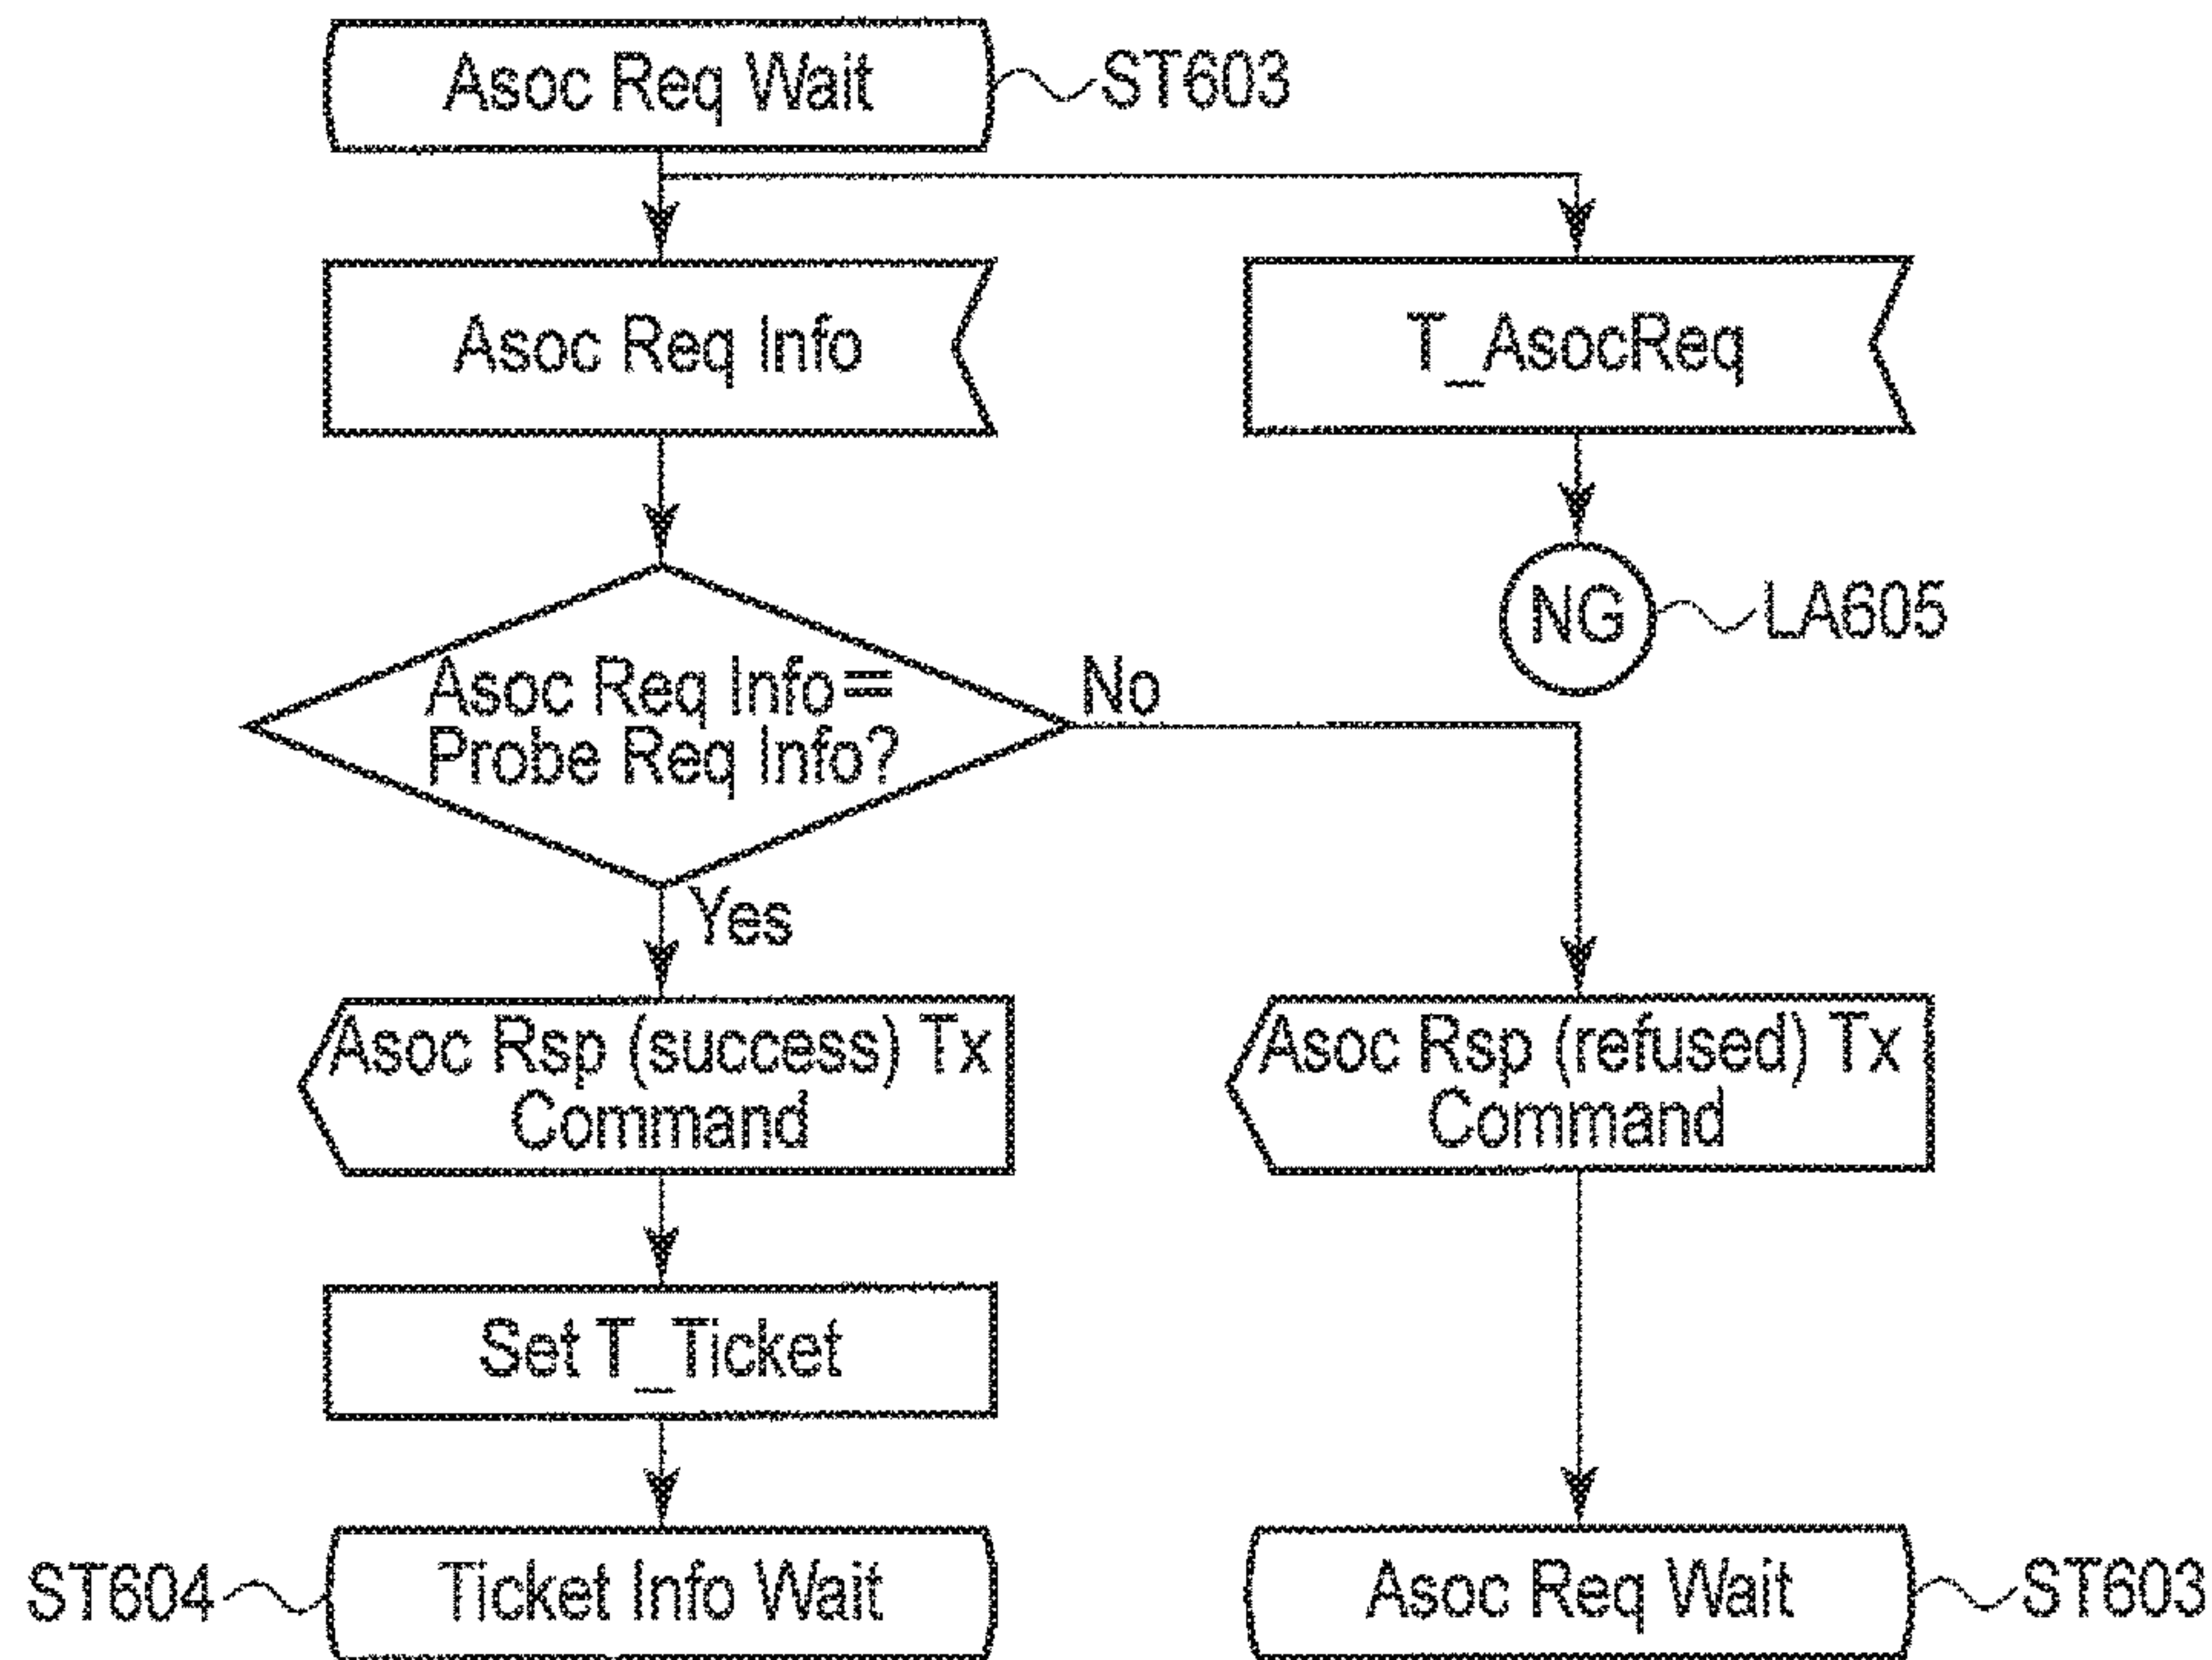 Asoc Req Wait
ST603
Asoc Req Info
T_AsocReq
NG
LA605
Asoc Req Info=
Probe Req Info?
No
Yes
Asoc Rsp (success) Tx
Command
Asoc Rsp (refused) Tx
Command
Set T_Ticket
ST604
Ticket Info Wait
Asoc Req Wait
ST603